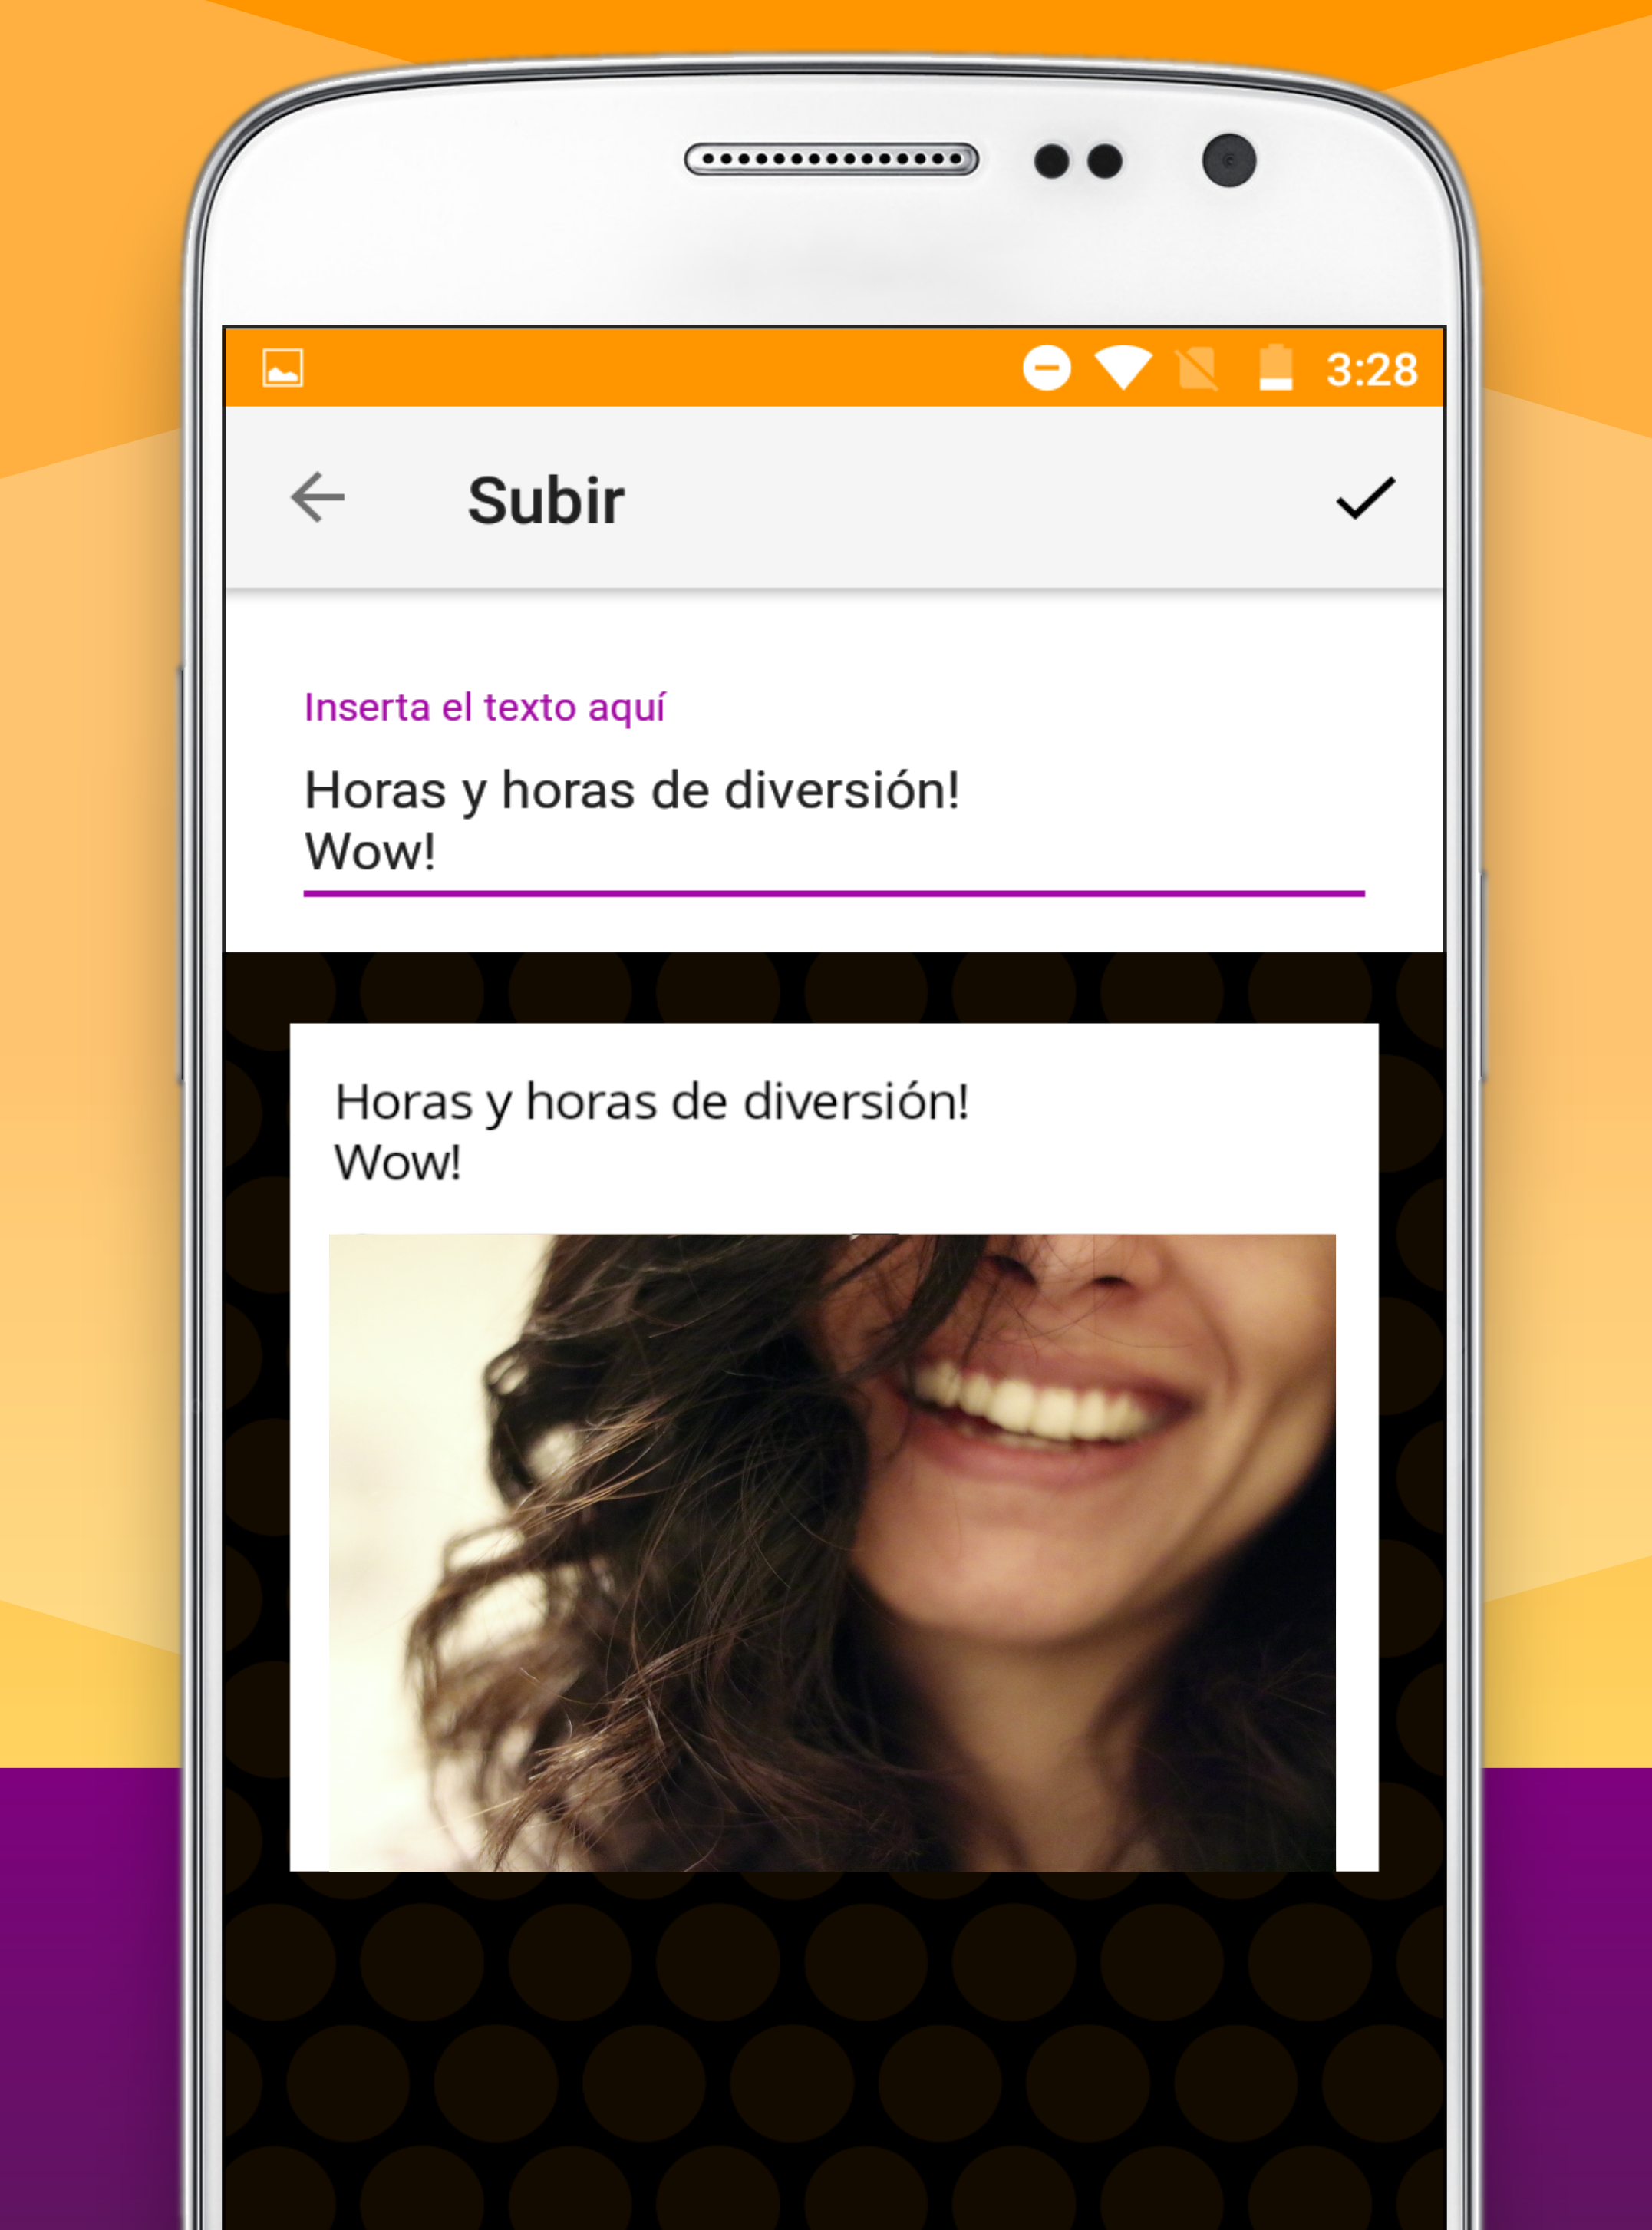 3:28
Subir
Inserta el texto aquí
Horas y horas de diversión!
Wow!
Horas y horas de diversión!
Wow!